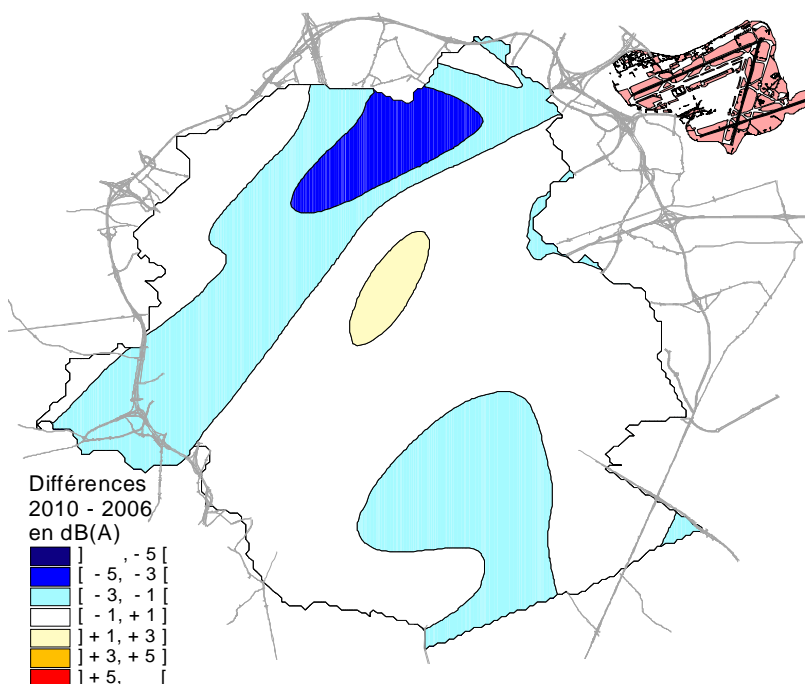 Différences
2010 - 2006
en dB(A)
]     , - 5 [
[ - 5, - 3 [
[ - 3, - 1 [
[ - 1, + 1 ]
] + 1, + 3 ]
] + 3, + 5 ]
] + 5,     [